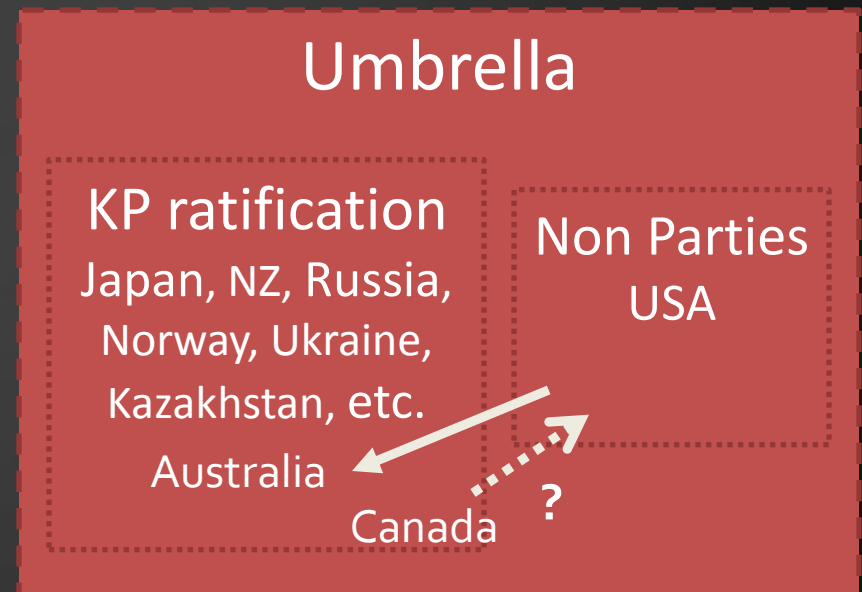 Umbrella
KP ratification
Japan, NZ, Russia,
Norway, Ukraine,
Kazakhstan, etc.
Australia
Canada
Non Parties
USA
?